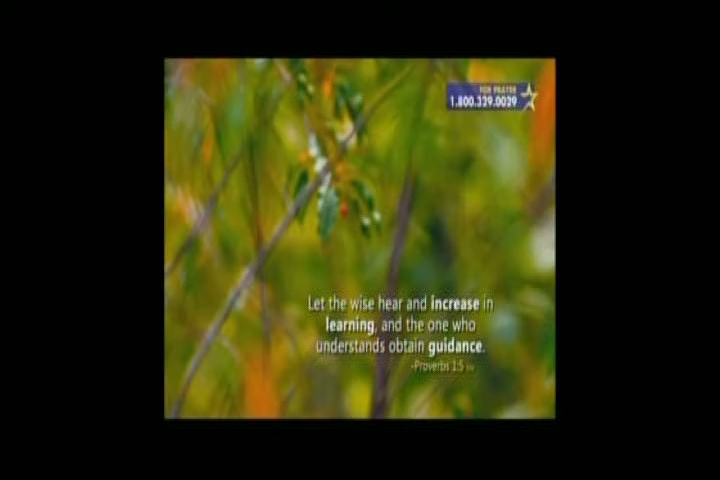 FOR PRAYER
1.800.329.0029
Let the wise hear and increase in
learning, and the one who
understands obtain guidance.
-Proverbs 1:5